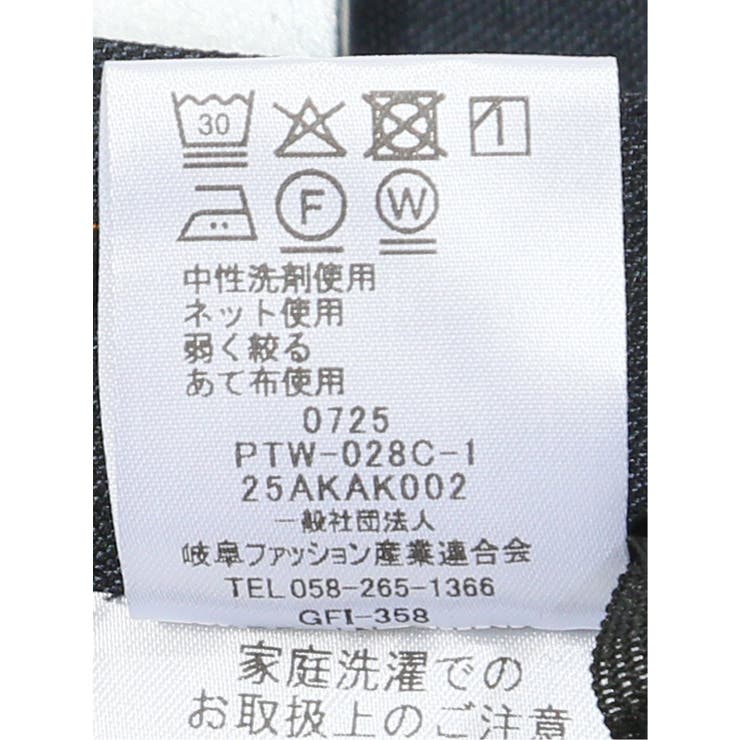 30
F W
中性洗剤使用
ネット使用
弱く絞る
あて布使用
0725
PTW-028C-1
25AKAK002
一般社団法人
岐阜ファッション産業連合会
TEL058-265-1366
GFI-358
家庭洗濯での
お取扱上のご注意